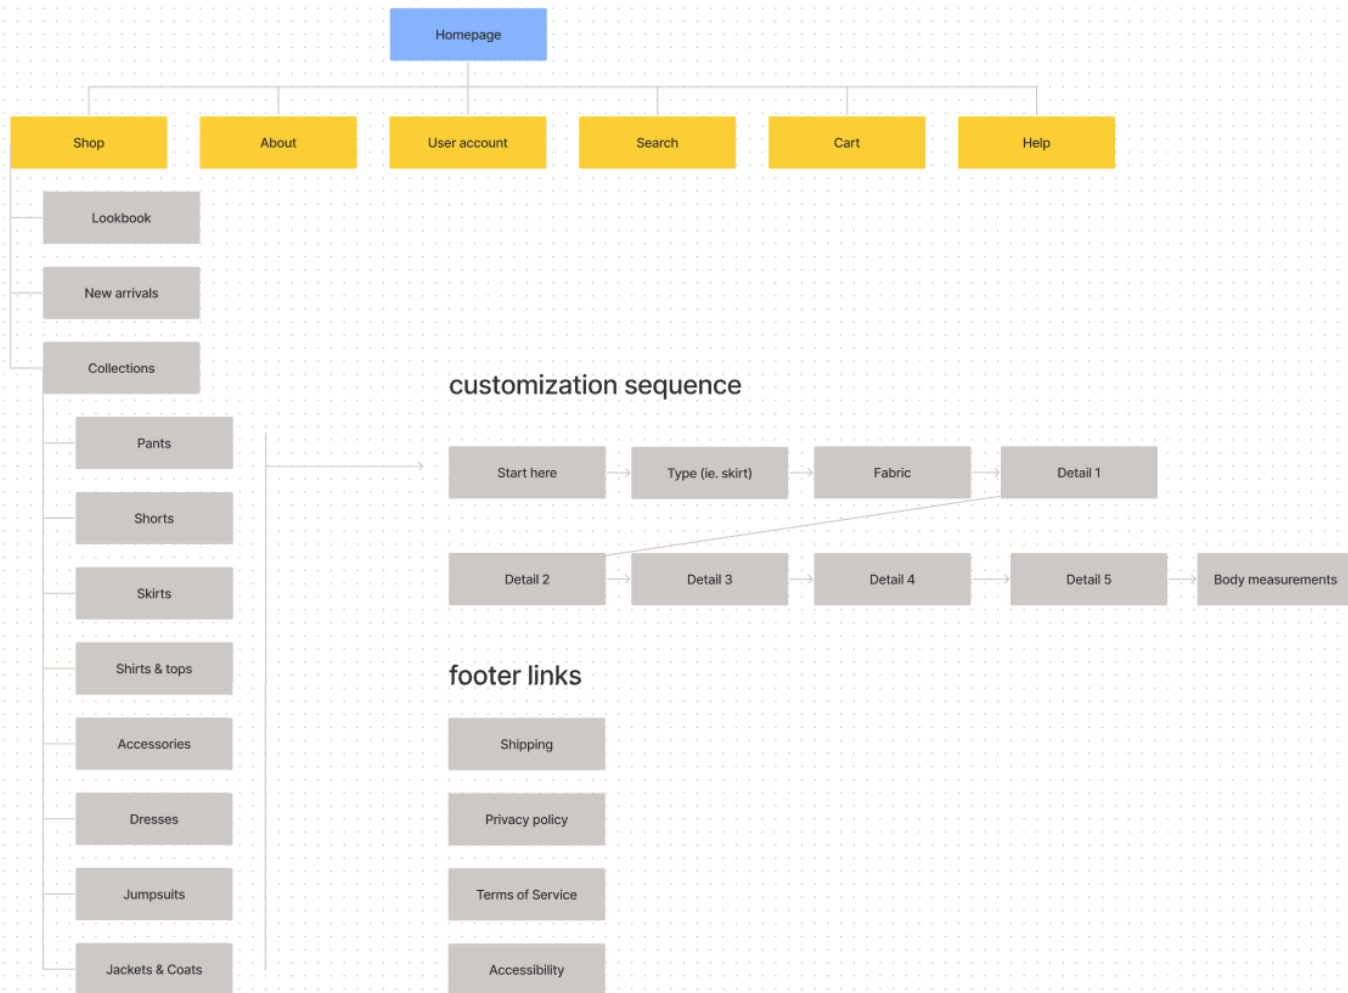 Homepage
Shop
About
User account
Search
Cart
Help
Lookbook
New arrivals
Collections
Pants
Shorts
Skirts
Shirts & tops
Accessories
Dresses
Jumpsuits
Jackets & Coats
customization sequence
Start here
Type (ie. skirt)
Fabric
Detail 1
Detail 2
Detail 3
Detail 4
Detail 5
Body measurements
footer links
Shipping
Privacy policy
Terms of Service
Accessibility